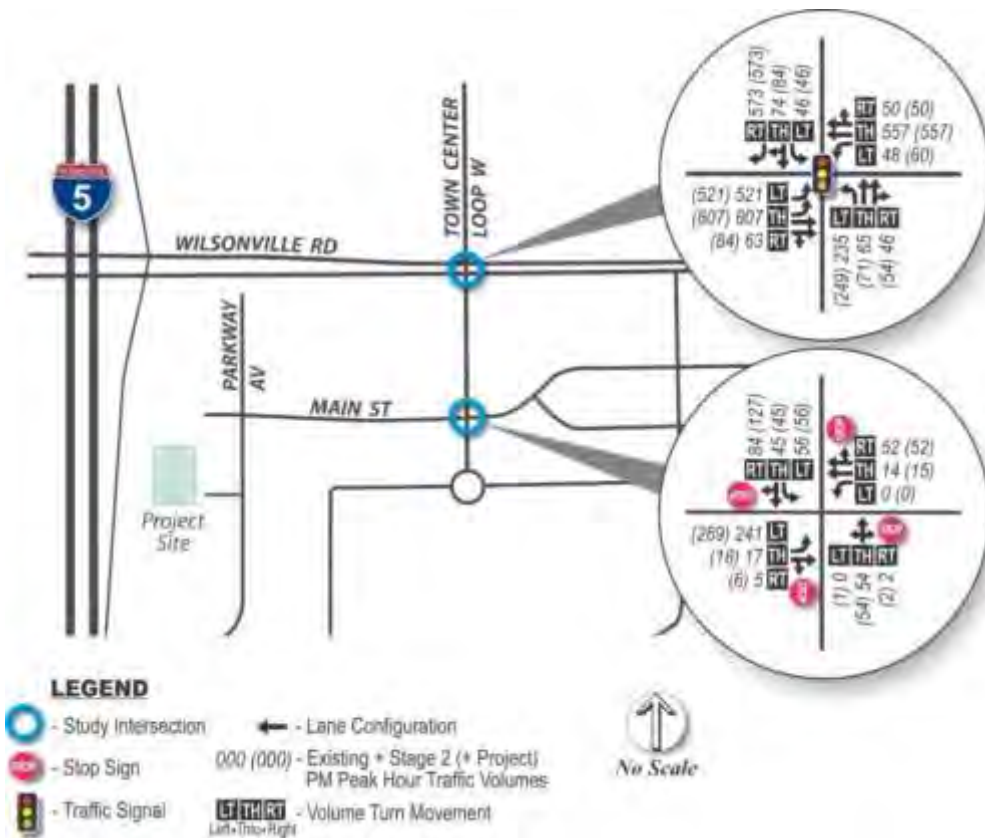 573 (573)
74 (84)
46 (46)
RT TH LT
RT 50 (50)
TH 557 (557)
LT 48 (60)
(521) 521 LT
(607) 607 TH
(84) 63 RT
LT TH RT
(249) 235
(71) 65
(54) 46
TOWN CENTER
LOOP W
5
WILSONVILLE RD
PARKWAY
AV
MAIN ST
Project
Site
84 (127)
45 (45)
56 (56)
RT TH LT
STOP
RT 52 (52)
TH 14 (15)
LT 0 (0)
STOP
(269) 241 LT
(16) 17 TH
(6) 5 RT
STOP
STOP
LT TH RT
(1) 0
(54) 54
(2) 2
LEGEND
- Study Intersection
- Lane Configuration
STOP - Stop Sign
000 (000) - Existing + Stage 2 (+ Project)
PM Peak Hour Traffic Volumes
- Traffic Signal
LT TH RT - Volume Turn Movement
Left•Thru•Right
No Scale